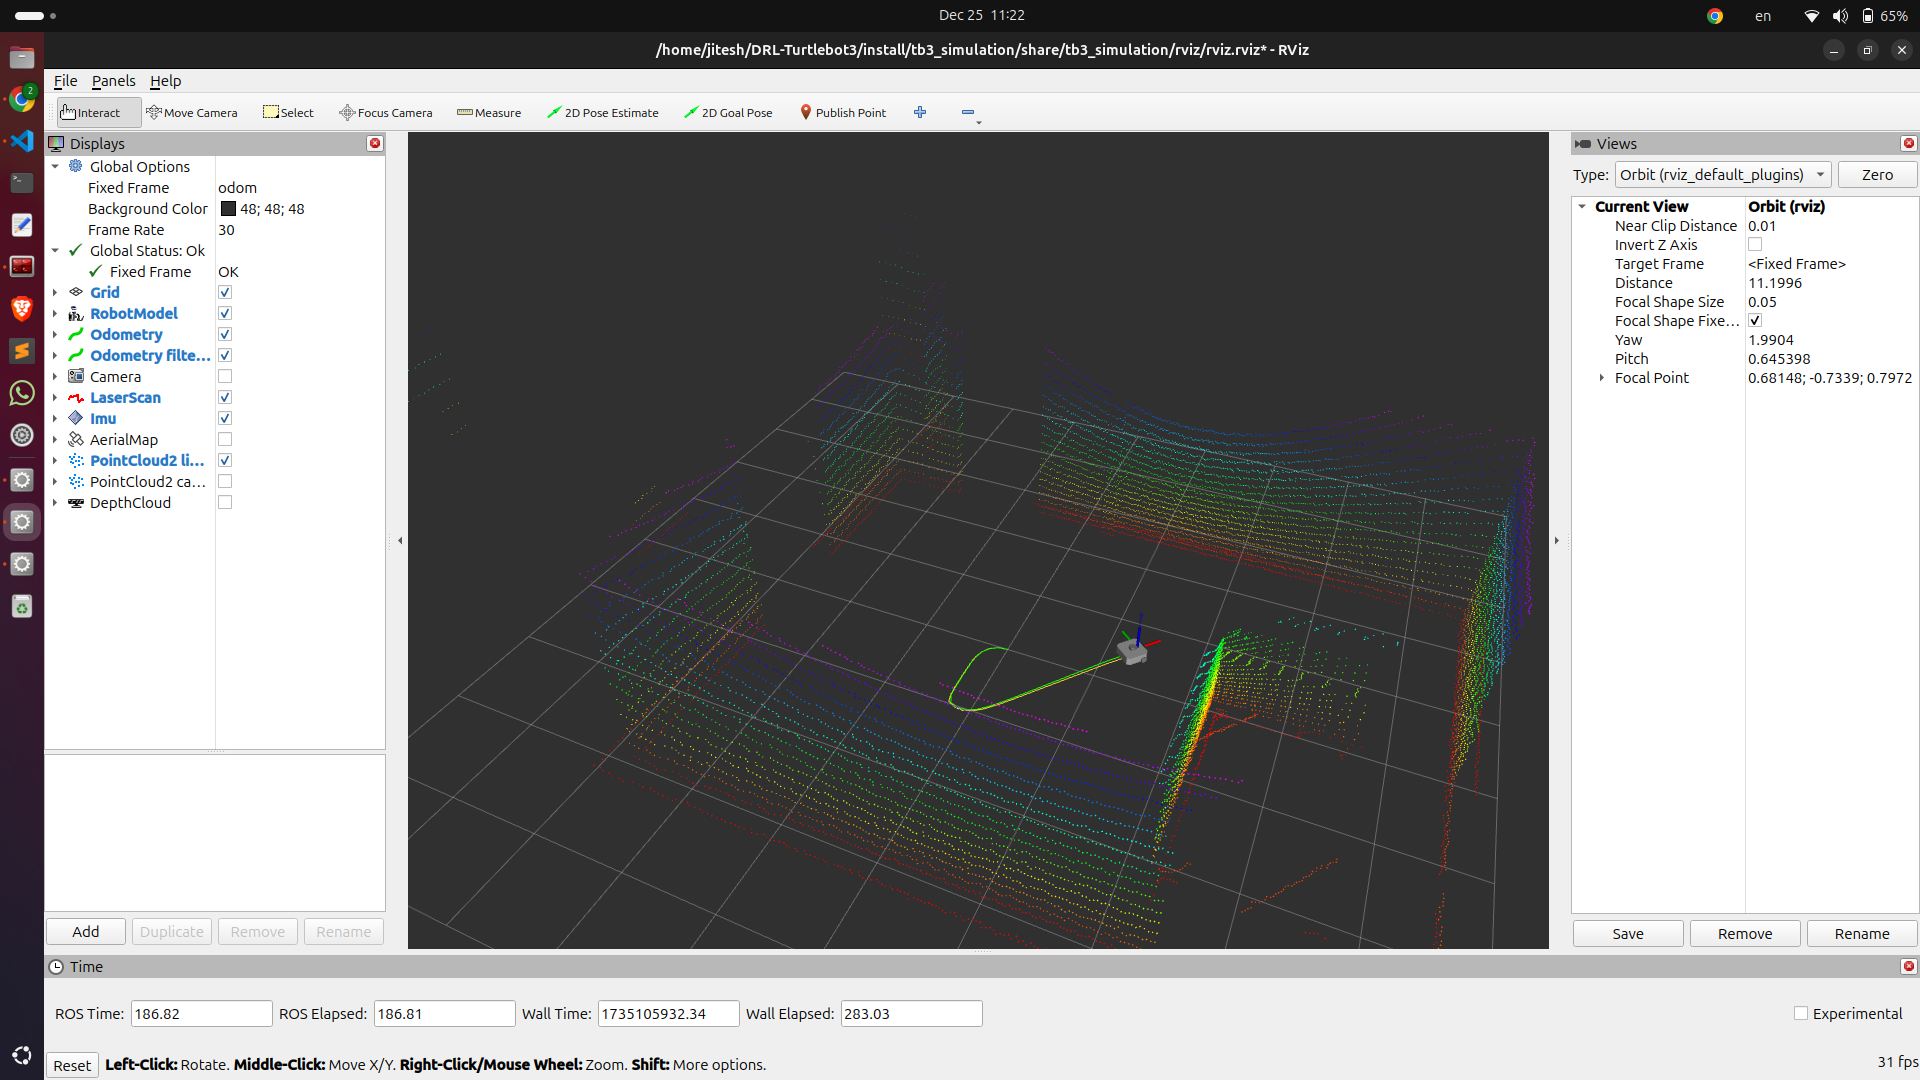 Dec 25 11:22
en
65%
/home/jitesh/DRL-Turtlebot3/install/tb3_simulation/share/tb3_simulation/rviz/rviz.rviz* - RViz
File Panels Help
Interact Move Camera Select Focus Camera Measure 2D Pose Estimate 2D Goal Pose Publish Point
2
Displays
Global Options
Fixed Frame odom
Background Color 48; 48; 48
Frame Rate 30
Global Status: Ok
Fixed Frame OK
Grid
RobotModel
Odometry
Odometry filte...
Camera
LaserScan
Imu
AerialMap
PointCloud2 li...
PointCloud2 ca...
DepthCloud
Add Duplicate Remove Rename
Views
Type: Orbit (rviz_default_plugins) Zero
Current View Orbit (rviz)
Near Clip Distance 0.01
Invert Z Axis
Target Frame <Fixed Frame>
Distance 11.1996
Focal Shape Size 0.05
Focal Shape Fixe...
Yaw 1.9904
Pitch 0.645398
Focal Point 0.68148; -0.7339; 0.7972
Save Remove Rename
Time
ROS Time: 186.82 ROS Elapsed: 186.81 Wall Time: 1735105932.34 Wall Elapsed: 283.03 Experimental
Reset Left-Click: Rotate. Middle-Click: Move X/Y. Right-Click/Mouse Wheel: Zoom. Shift: More options. 31 fps